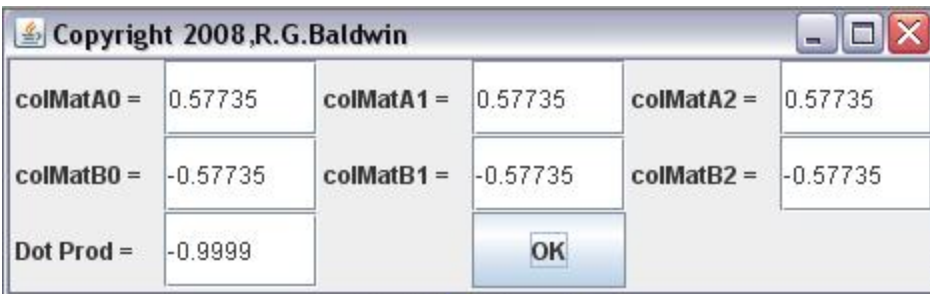 Copyright 2008,R.G.Baldwin
colMatA0 = 0.57735 colMatA1 = 0.57735 colMatA2 = 0.57735
colMatB0 = -0.57735 colMatB1 = -0.57735 colMatB2 = -0.57735
Dot Prod = -0.9999 OK